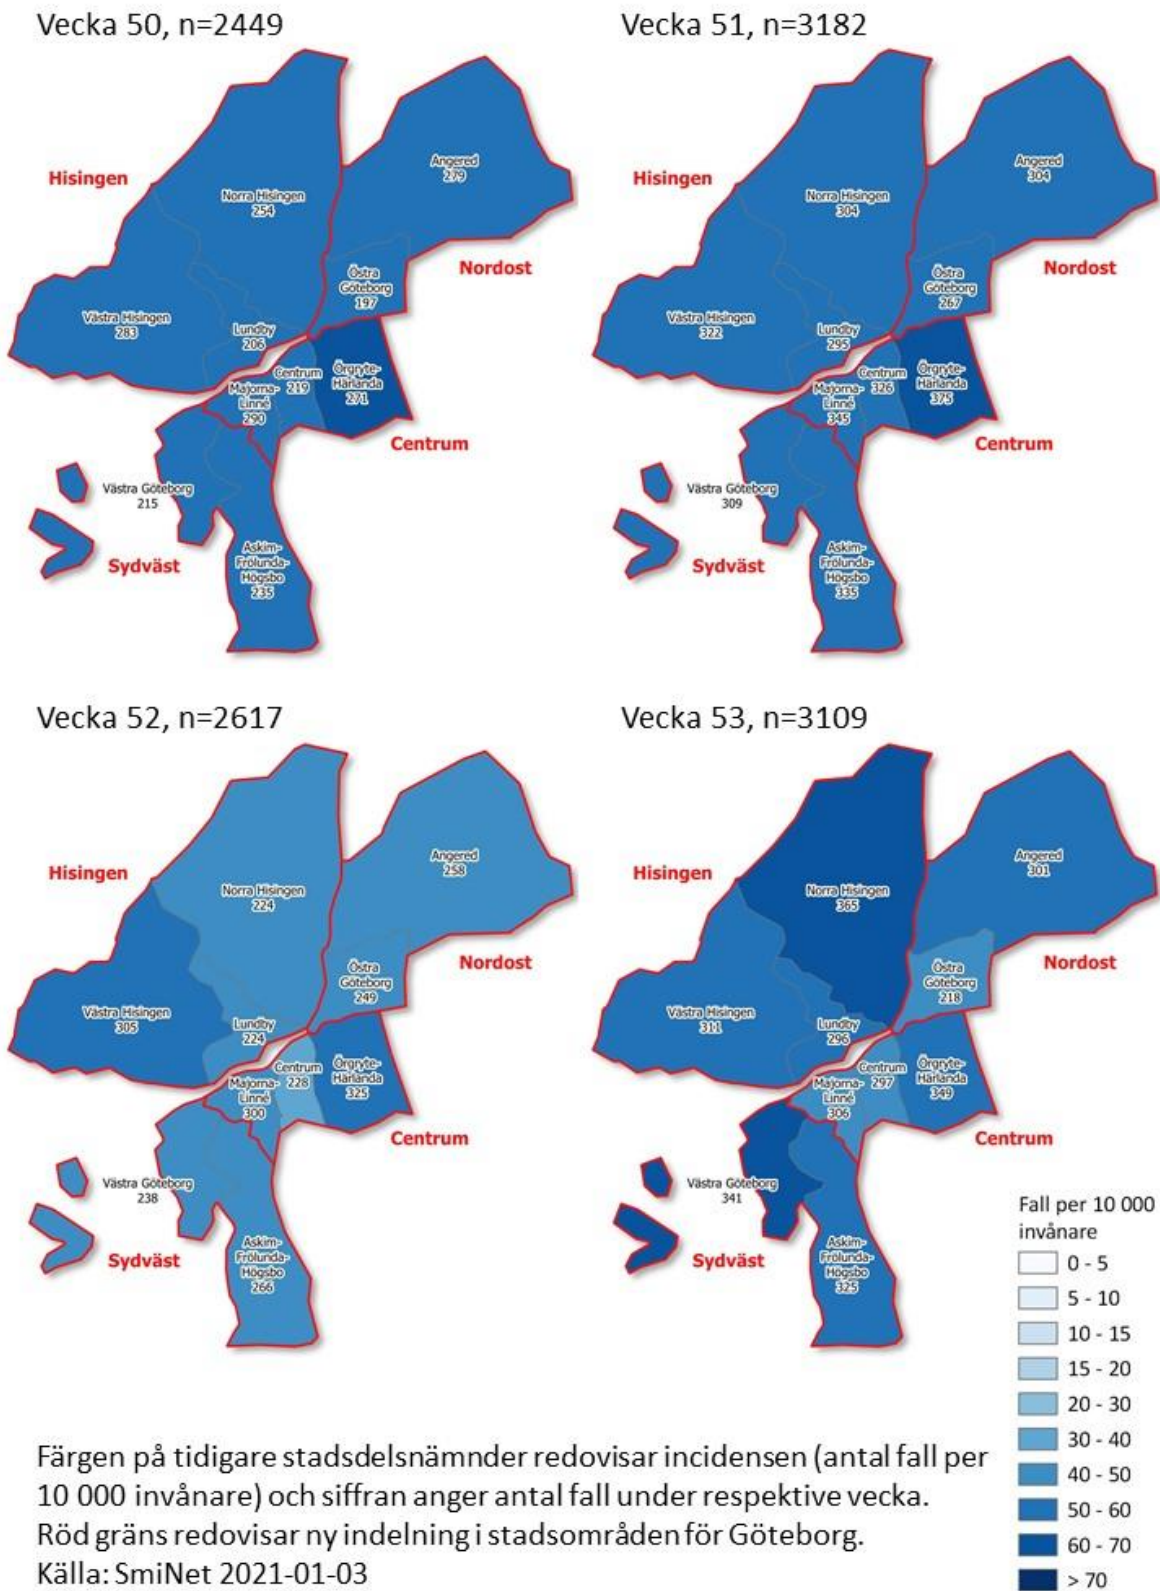 Vecka 50, n=2449
Hisingen
Norra Hisingen
254
Angered
279
Nordost
Östra
Göteborg
197
Västra Hisingen
283
Lundby
206
Centrum
219
Örgryte-
Härlanda
271
Majorna-
Linné
290
Centrum
Västra Göteborg
215
Sydväst
Askim-
Frölunda-
Högsbo
235
Vecka 51, n=3182
Hisingen
Norra Hisingen
304
Angered
304
Nordost
Östra
Göteborg
267
Västra Hisingen
322
Lundby
295
Centrum
326
Örgryte-
Härlanda
375
Majorna-
Linné
345
Centrum
Västra Göteborg
309
Sydväst
Askim-
Frölunda-
Högsbo
335
Vecka 52, n=2617
Hisingen
Norra Hisingen
224
Angered
258
Nordost
Östra
Göteborg
249
Västra Hisingen
305
Lundby
224
Centrum
228
Örgryte-
Härlanda
325
Majorna-
Linné
300
Centrum
Västra Göteborg
238
Sydväst
Askim-
Frölunda-
Högsbo
266
Vecka 53, n=3109
Hisingen
Norra Hisingen
365
Angered
301
Nordost
Östra
Göteborg
218
Västra Hisingen
311
Lundby
296
Centrum
297
Örgryte-
Härlanda
349
Majorna-
Linné
306
Centrum
Västra Göteborg
341
Sydväst
Askim-
Frölunda-
Högsbo
325
Fall per 10 000
invånare
0 - 5
5 - 10
10 - 15
15 - 20
20 - 30
30 - 40
40 - 50
50 - 60
60 - 70
> 70
Färgen på tidigare stadsdelsnämnder redovisar incidensen (antal fall per
10 000 invånare) och siffran anger antal fall under respektive vecka.
Röd gräns redovisar ny indelning i stadsområden för Göteborg.
Källa: SmiNet 2021-01-03